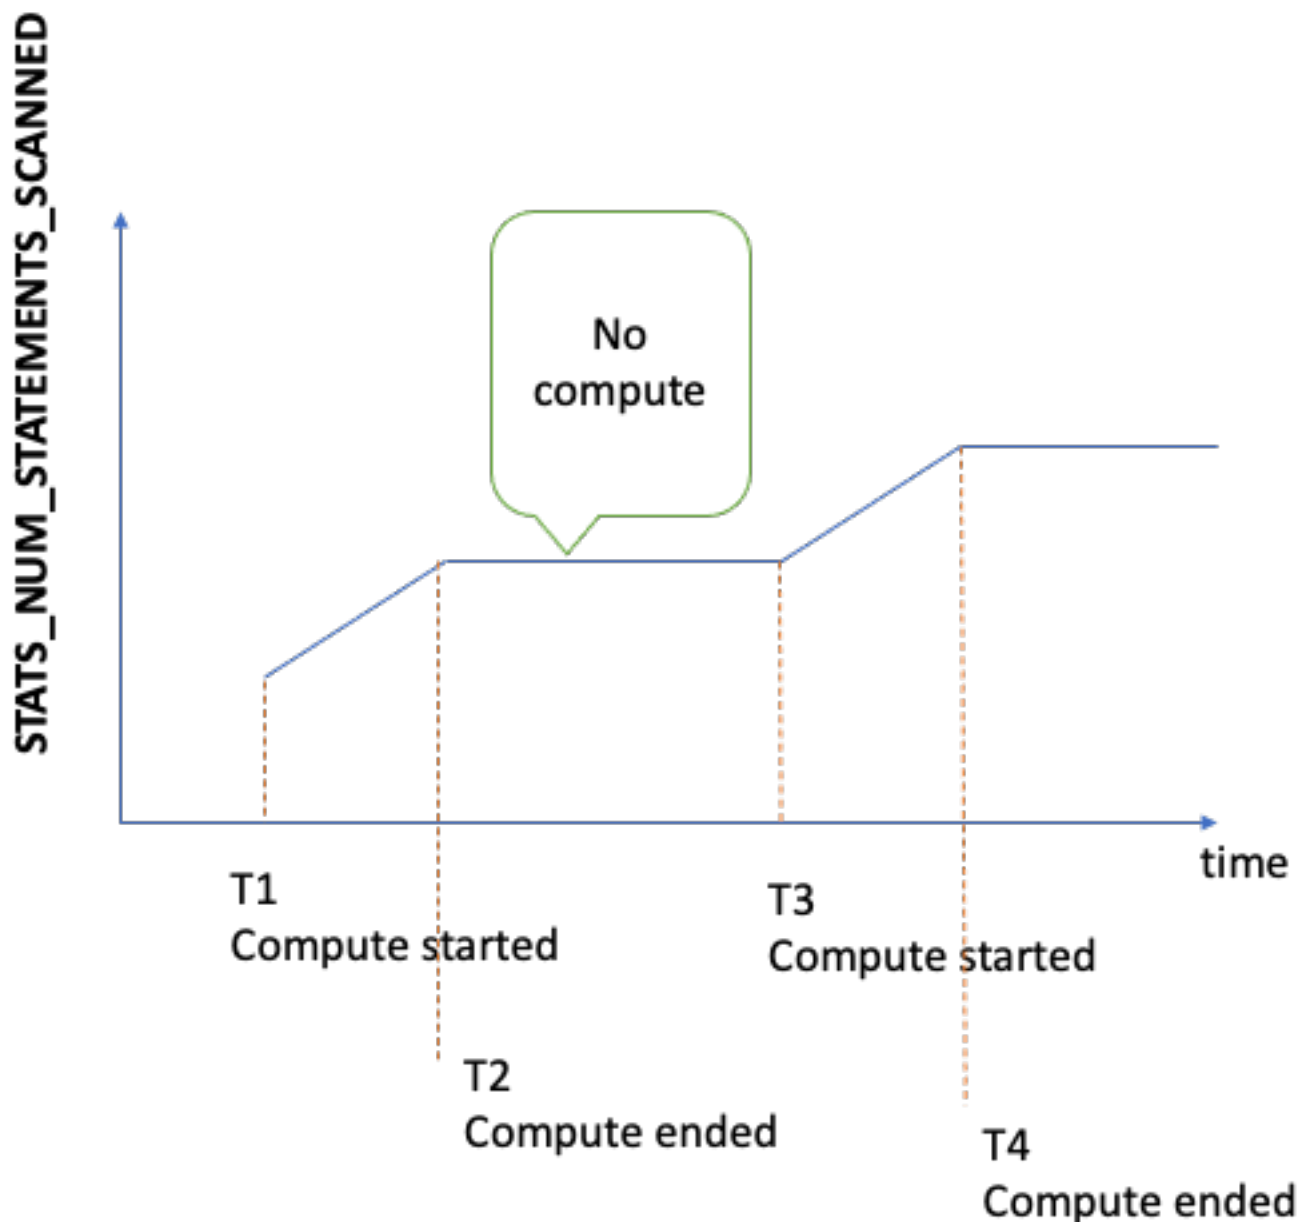 STATS_NUM_STATEMENTS_SCANNED
No
compute
time
T1
Compute started
T3
Compute started
T2
Compute ended
T4
Compute ended